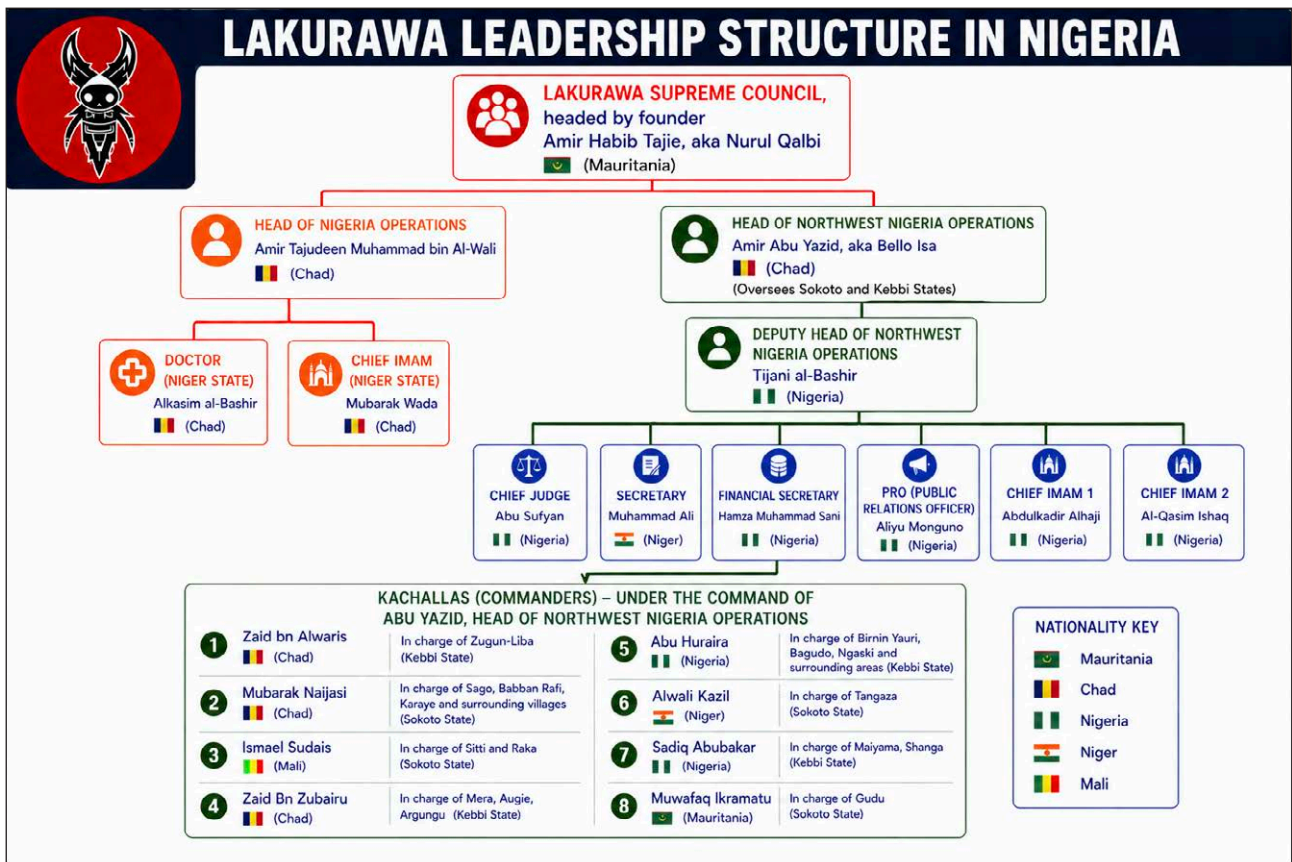 LAKURAWA LEADERSHIP STRUCTURE IN NIGERIA
LAKURAWA SUPREME COUNCIL,
headed by founder
Amir Habib Tajie, aka Nurul Qalbi
(Mauritania)
HEAD OF NIGERIA OPERATIONS
Amir Tajudeen Muhammad bin Al-Wali
(Chad)
HEAD OF NORTHWEST NIGERIA OPERATIONS
Amir Abu Yazid, aka Bello Isa
(Chad)
(Oversees Sokoto and Kebbi States)
DOCTOR
(NIGER STATE)
Alkasim al-Bashir
(Chad)
CHIEF IMAM
(NIGER STATE)
Mubarak Wada
(Chad)
DEPUTY HEAD OF NORTHWEST
NIGERIA OPERATIONS
Tijani al-Bashir
(Nigeria)
CHIEF JUDGE
Abu Sufyan
(Nigeria)
SECRETARY
Muhammad Ali
(Niger)
FINANCIAL SECRETARY
Hamza Muhammad Sani
(Nigeria)
PRO (PUBLIC
RELATIONS OFFICER)
Aliyu Monguno
(Nigeria)
CHIEF IMAM 1
Abdulkadir Alhaji
(Nigeria)
CHIEF IMAM 2
Al-Qasim Ishaq
(Nigeria)
KACHALLAS (COMMANDERS) – UNDER THE COMMAND OF
ABU YAZID, HEAD OF NORTHWEST NIGERIA OPERATIONS
1
Zaid bn Alwaris
(Chad)
In charge of Zugun-Liba
(Kebbi State)
2
Mubarak Naijasi
(Chad)
In charge of Sago, Babban Rafi,
Karaye and surrounding villages
(Sokoto State)
3
Ismael Sudais
(Mali)
In charge of Sitti and Raka
(Sokoto State)
4
Zaid Bn Zubairu
(Chad)
In charge of Mera, Augie,
Argungu (Kebbi State)
5
Abu Huraira
(Nigeria)
In charge of Birnin Yauri,
Bagudo, Ngaski and
surrounding areas (Kebbi State)
6
Alwali Kazil
(Niger)
In charge of Tangaza
(Sokoto State)
7
Sadiq Abubakar
(Nigeria)
In charge of Maiyama, Shanga
(Kebbi State)
8
Muwafaq Ikramatu
(Mauritania)
In charge of Gudu
(Sokoto State)
NATIONALITY KEY
Mauritania
Chad
Nigeria
Niger
Mali